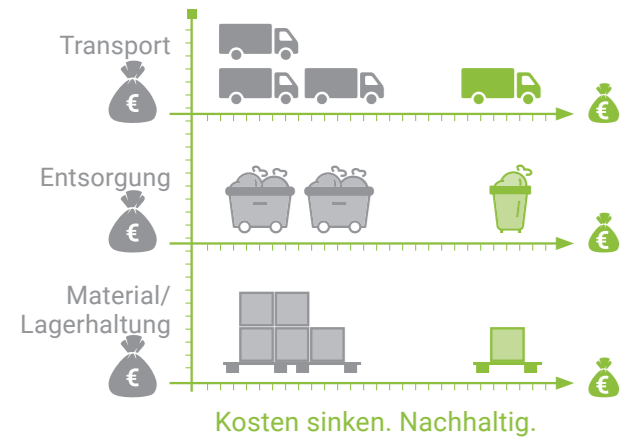 Transport
€
€
Entsorgung
€
€
Material/
Lagerhaltung
€
€
Kosten sinken. Nachhaltig.